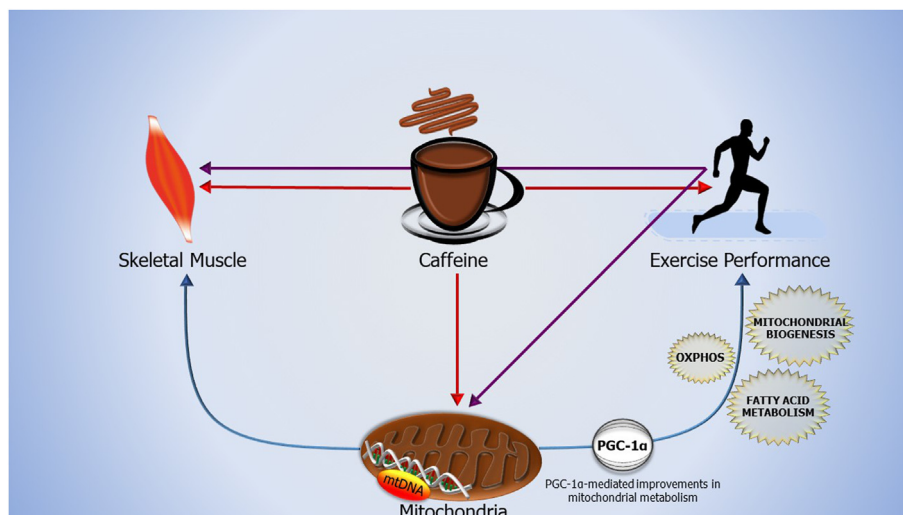 Skeletal Muscle
Caffeine
Exercise Performance
MITOCHONDRIAL
BIOGENESIS
OXPHOS
FATTY ACID
METABOLISM
PGC-1α
PGC-1α-mediated improvements in
mitochondrial metabolism
mtDNA
Mitochondria